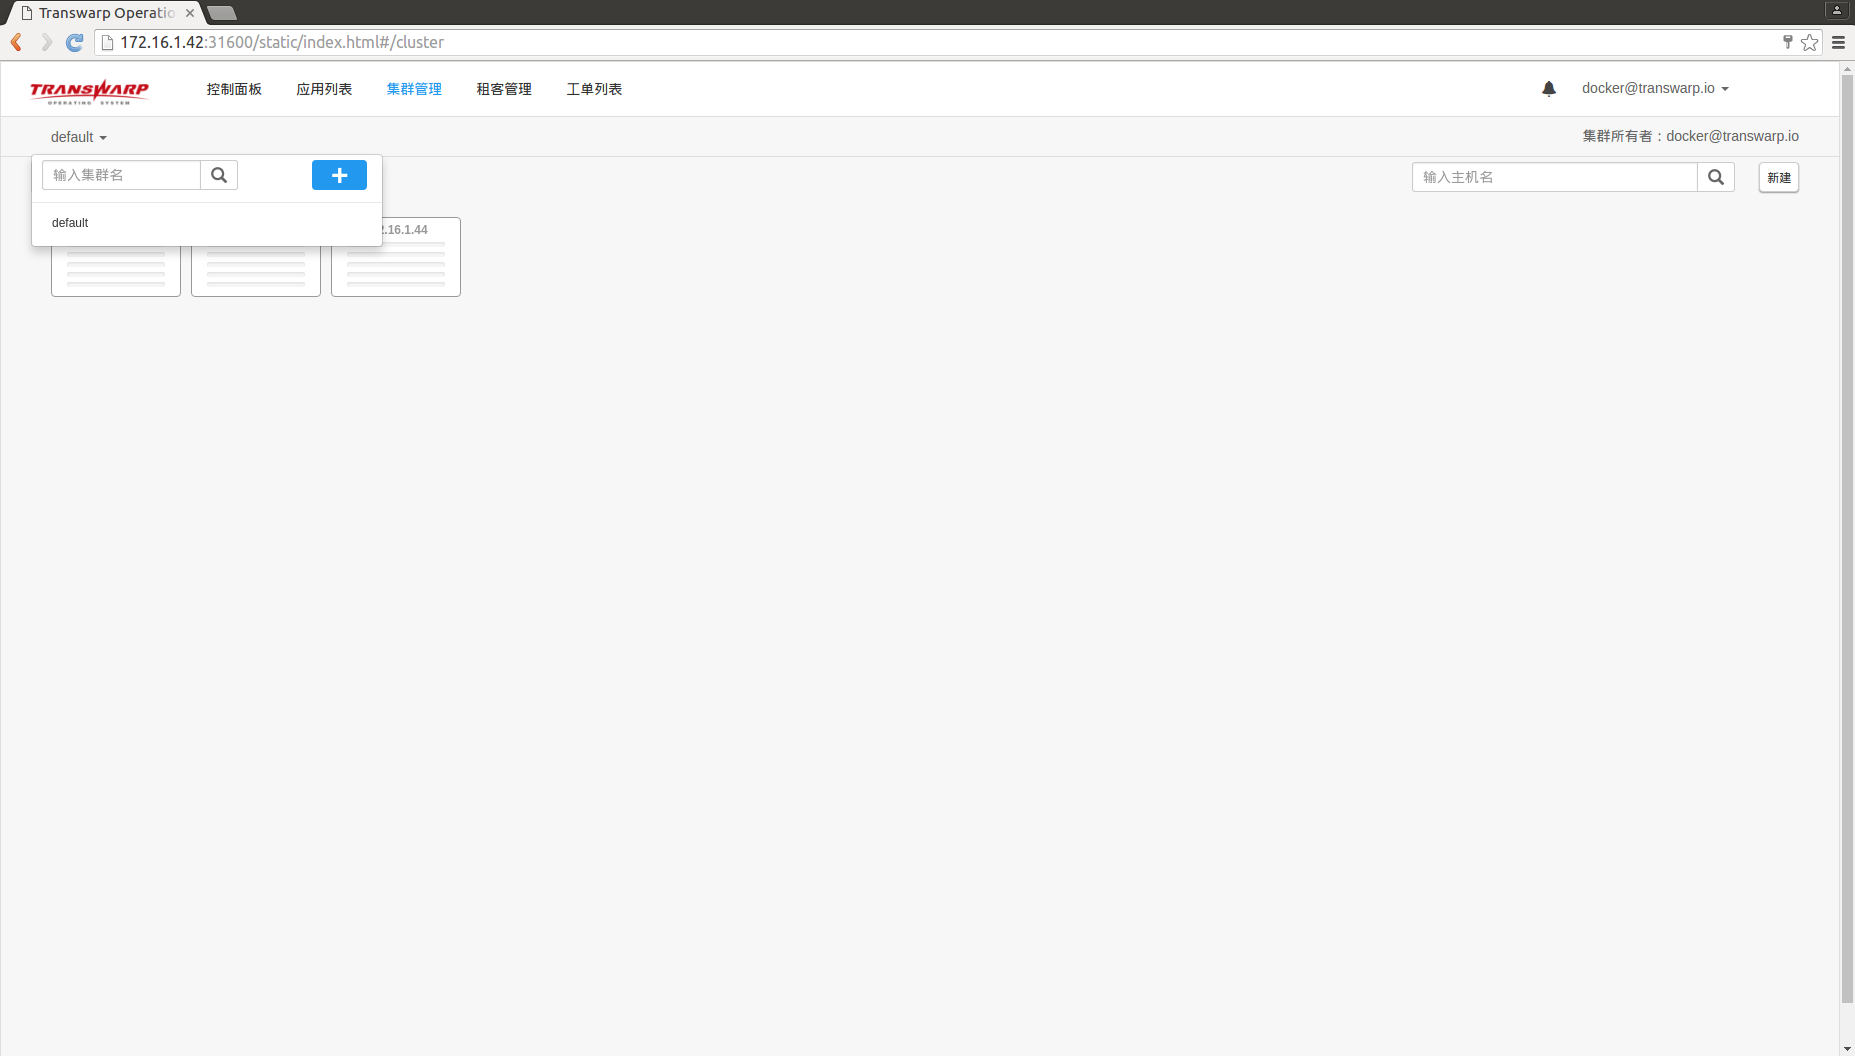 Transwarp Operatio
172.16.1.42:31600/static/index.html#/cluster
TRANSWARP
OPERATING SYSTEM
控制面板 应用列表 集群管理 租客管理 工单列表 docker@transwarp.io
default 集群所有者：docker@transwarp.io
输入集群名 输入主机名 新建
default
2.16.1.44